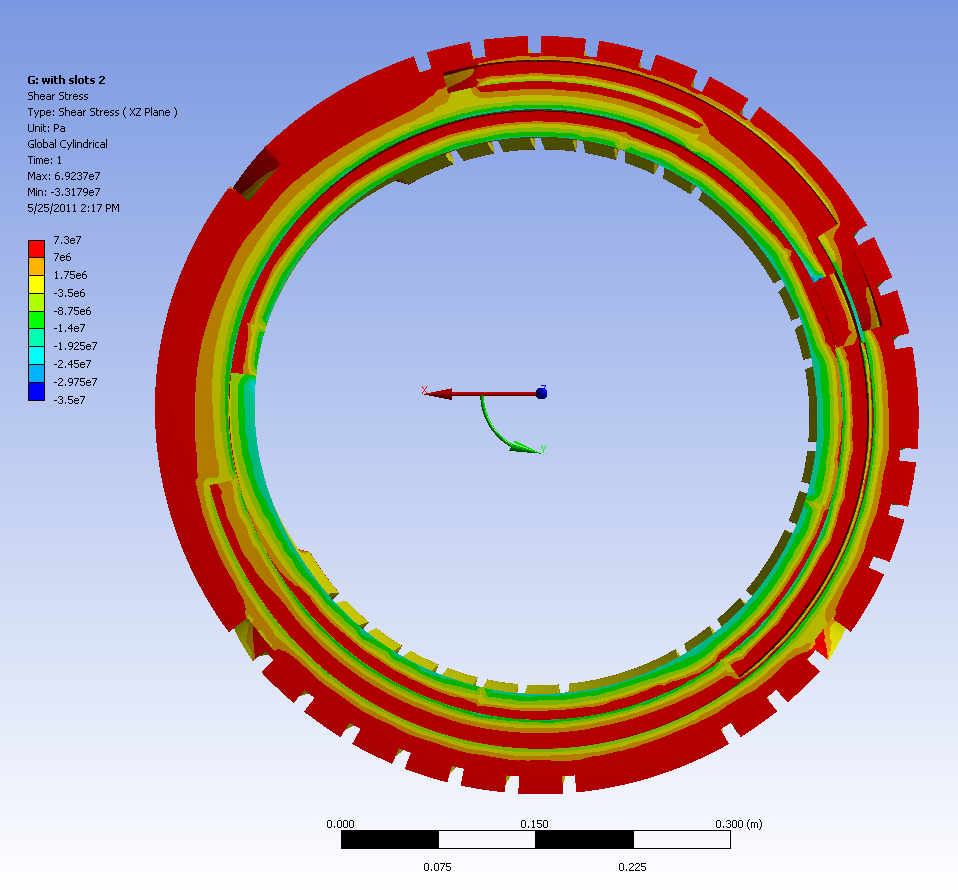 G: with slots 2
Shear Stress
Type: Shear Stress ( XZ Plane )
Unit: Pa
Global Cylindrical
Time: 1
Max: 6.9237e7
Min: -3.3179e7
5/25/2011 2:17 PM
7.3e7
7e6
1.75e6
-3.5e6
-8.75e6
-1.4e7
-1.925e7
-2.45e7
-2.975e7
-3.5e7
X
Z
Y
0.000 0.150 0.300 (m)
0.075 0.225